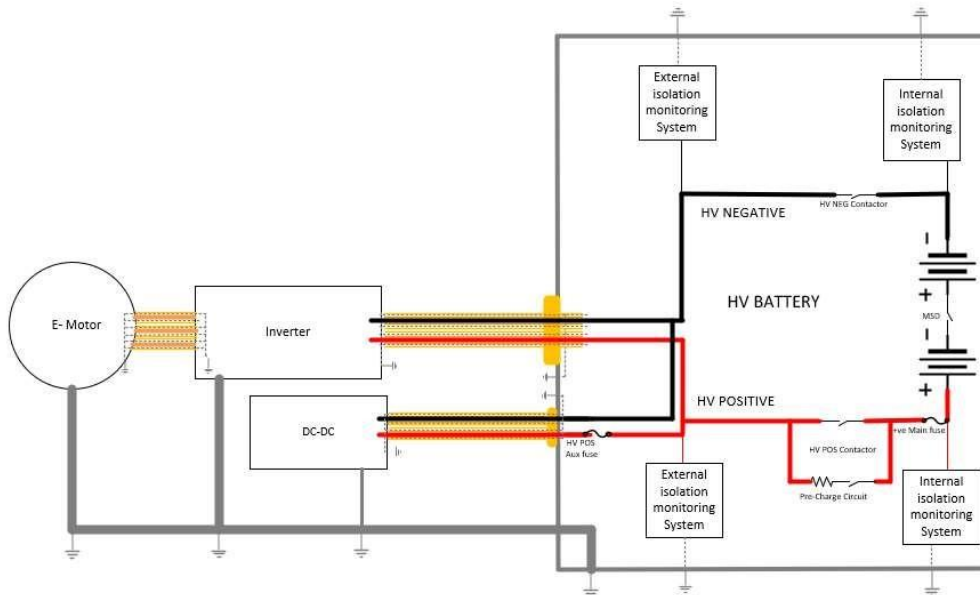 External
isolation
monitoring
System
Internal
isolation
monitoring
System
HV NEGATIVE
HV NEG Contactor
HV BATTERY
MSD
E- Motor
Inverter
HV POSITIVE
DC-DC
HV POS
Aux fuse
HV POS Contactor
+ve Main fuse
Pre-Charge Circuit
External
isolation
monitoring
System
Internal
isolation
monitoring
System